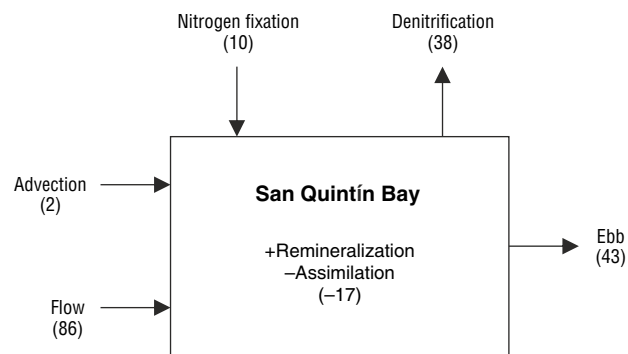 Nitrogen fixation
(10)
Denitrification
(38)
Advection
(2)
San Quintín Bay
+Remineralization
–Assimilation
(–17)
Ebb
(43)
Flow
(86)